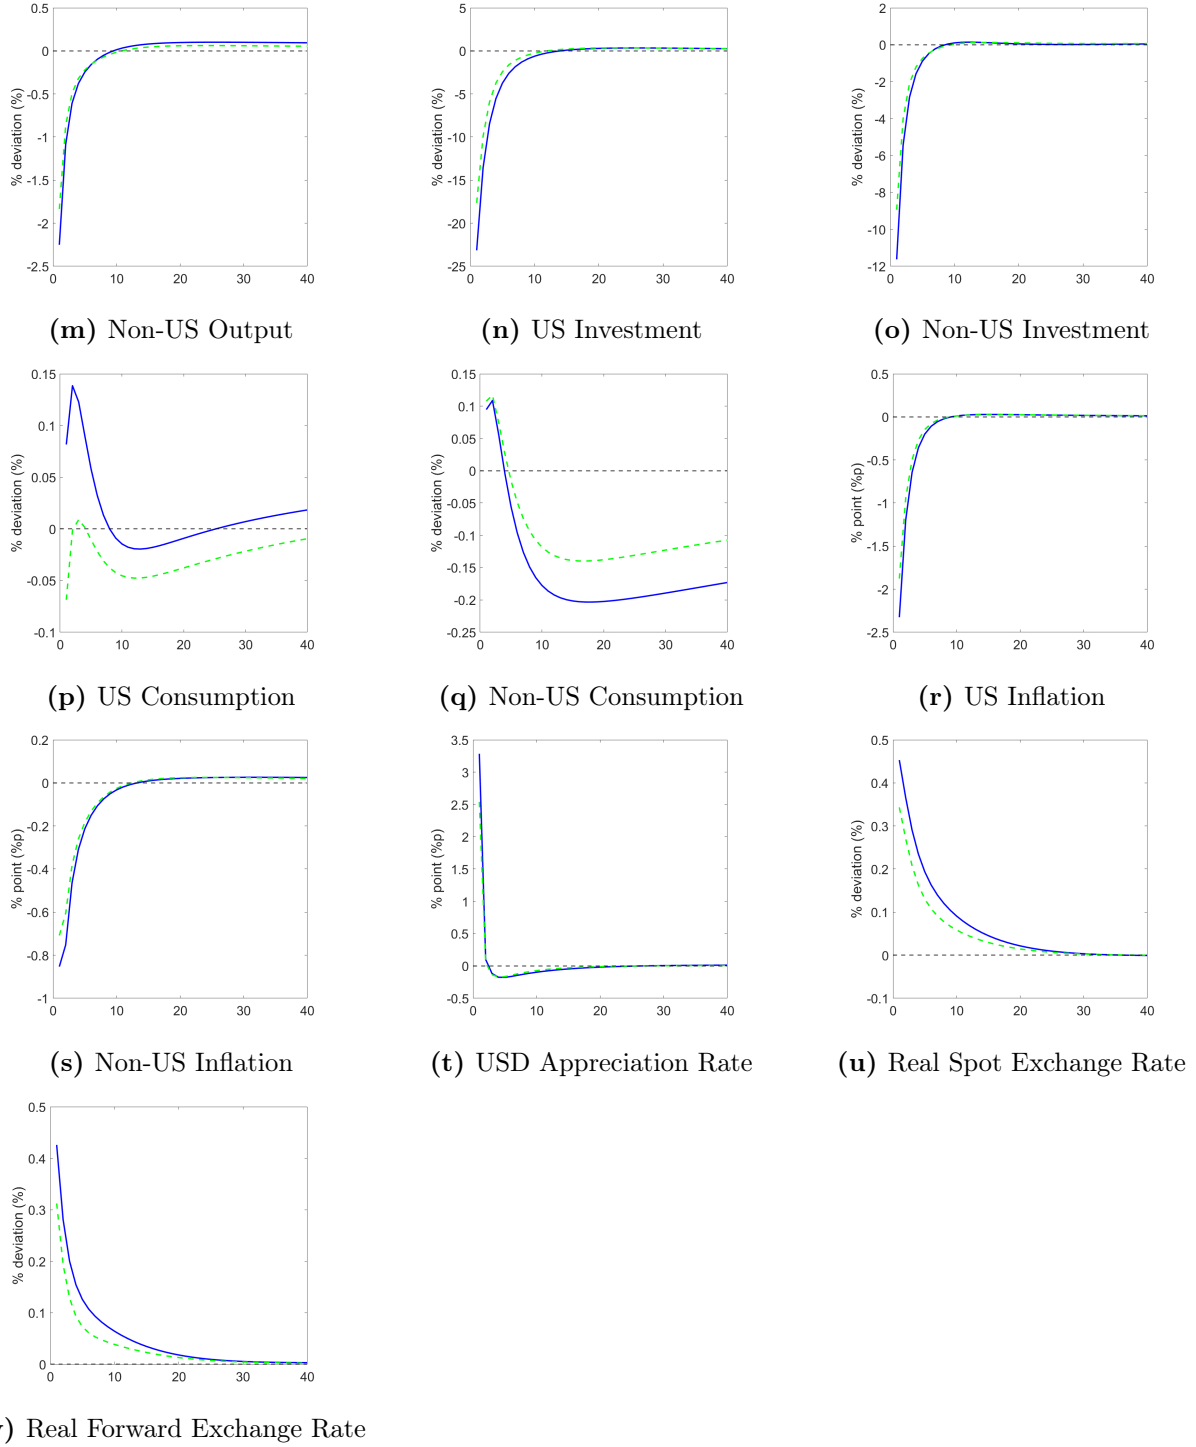 0.5 0 -0.5 -1 -1.5 -2 -2.5
% deviation (%)
0 10 20 30 40
(m) Non-US Output
5 0 -5 -10 -15 -20 -25
% deviation (%)
0 10 20 30 40
(n) US Investment
2 0 -2 -4 -6 -8 -10 -12
% deviation (%)
0 10 20 30 40
(o) Non-US Investment
0.15 0.1 0.05 0 -0.05 -0.1
% deviation (%)
0 10 20 30 40
(p) US Consumption
0.15 0.1 0.05 0 -0.05 -0.1 -0.15 -0.2 -0.25
% deviation (%)
0 10 20 30 40
(q) Non-US Consumption
0.5 0 -0.5 -1 -1.5 -2 -2.5
% point (%p)
0 10 20 30 40
(r) US Inflation
0.2 0 -0.2 -0.4 -0.6 -0.8 -1
% point (%p)
0 10 20 30 40
(s) Non-US Inflation
3.5 3 2.5 2 1.5 1 0.5 0 -0.5
% point (%p)
0 10 20 30 40
(t) USD Appreciation Rate
0.5 0.4 0.3 0.2 0.1 0 -0.1
% deviation (%)
0 10 20 30 40
(u) Real Spot Exchange Rate
0.5 0.4 0.3 0.2 0.1 0
% deviation (%)
0 10 20 30 40
) Real Forward Exchange Rate